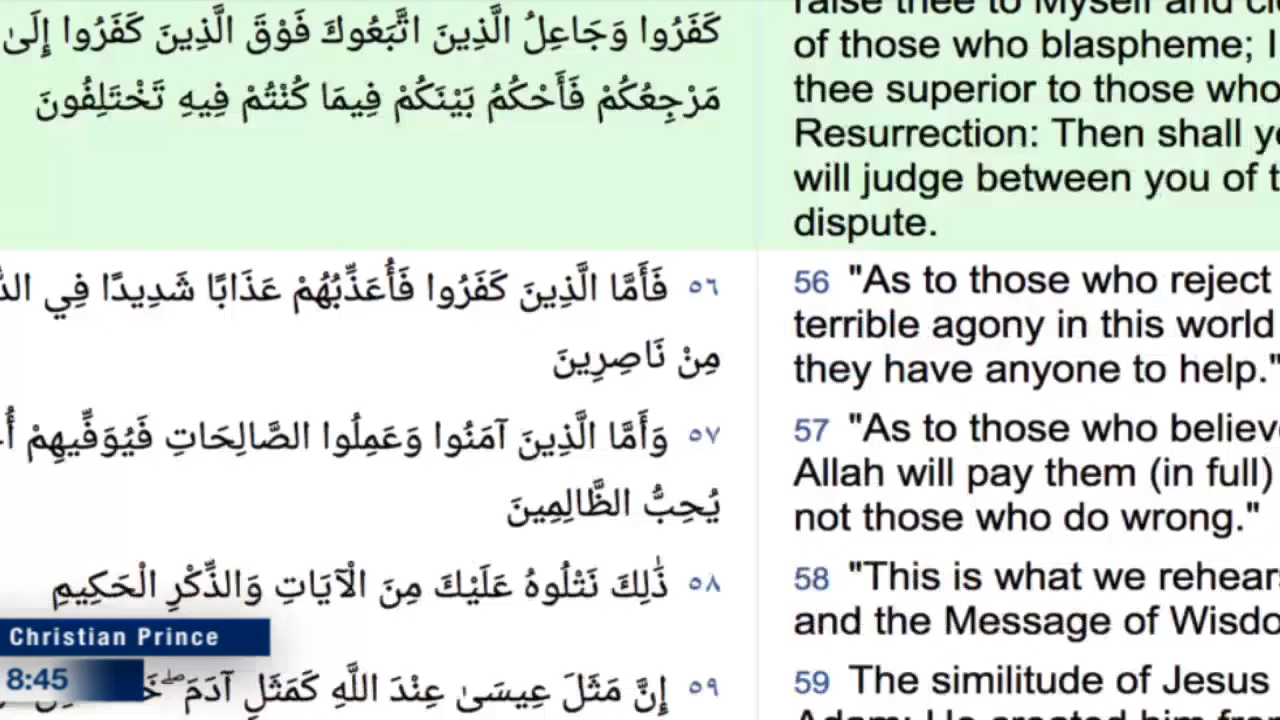 كَفَرُوا وَجَاعِلُ الَّذِينَ اتَّبَعُوكَ فَوْقَ الَّذِينَ كَفَرُوا إِلَىٰ
مَرْجِعُكُمْ فَأَحْكُمُ بَيْنَكُمْ فِيمَا كُنْتُمْ فِيهِ تَخْتَلِفُونَ
٥٦ فَأَمَّا الَّذِينَ كَفَرُوا فَأُعَذِّبُهُمْ عَذَابًا شَدِيدًا فِي
مِنْ نَاصِرِينَ
٥٧ وَأَمَّا الَّذِينَ آمَنُوا وَعَمِلُوا الصَّالِحَاتِ فَيُوَفِّيهِمْ
يُحِبُّ الظَّالِمِينَ
٥٨ ذَٰلِكَ نَتْلُوهُ عَلَيْكَ مِنَ الْآيَاتِ وَالذِّكْرِ الْحَكِيمِ
٥٩ إِنَّ مَثَلَ عِيسَىٰ عِنْدَ اللَّهِ كَمَثَلِ آدَمَ ۖ
raise thee to Myself and
of those who blaspheme; I
thee superior to those who
Resurrection: Then shall
will judge between you of
dispute.
56 "As to those who reject
terrible agony in this world
they have anyone to help."
57 "As to those who believ
Allah will pay them (in full)
not those who do wrong."
58 "This is what we rehears
and the Message of Wisdo
59 The similitude of Jesus
Adam; He created him from
Christian Prince
8:45